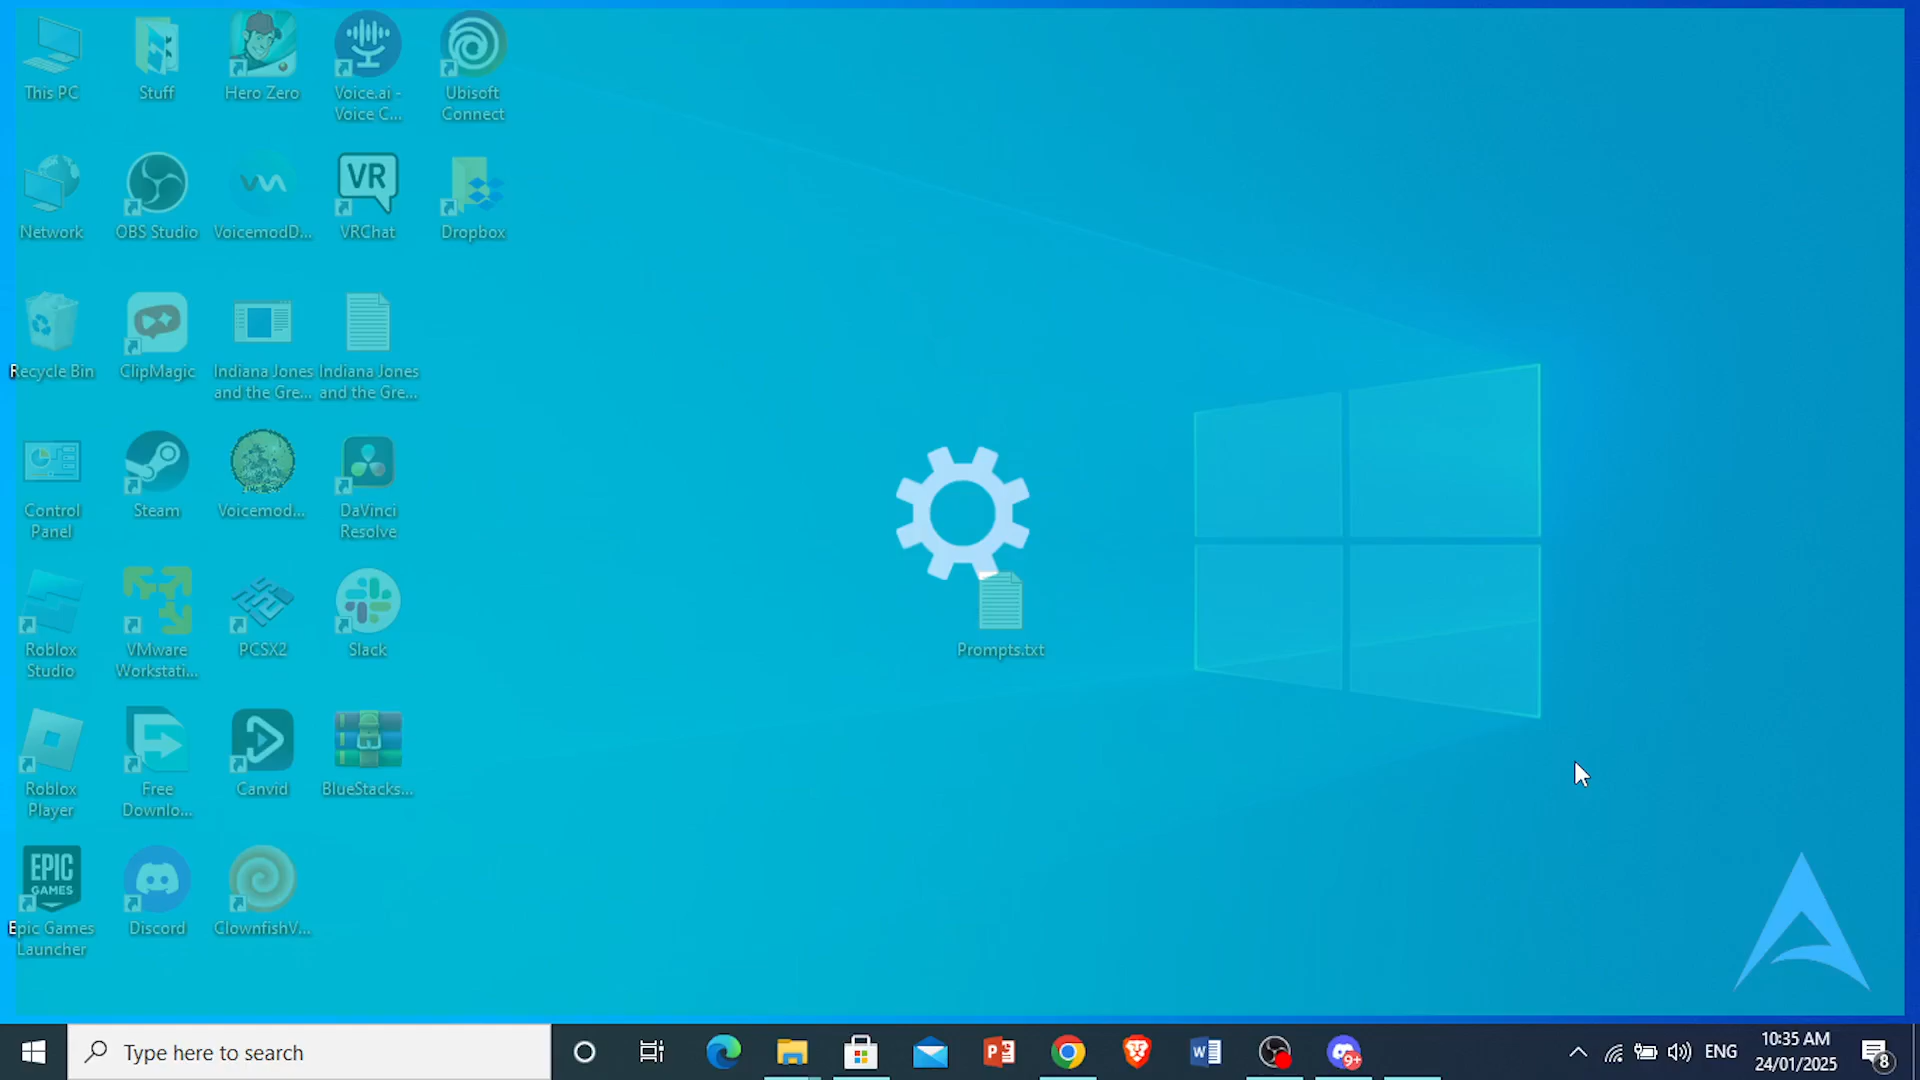 This PC
Stuff
Hero Zero
Voice.ai -
Voice C...
Ubisoft
Connect
Network
OBS Studio
VoicemodD...
VR
VRChat
Dropbox
Recycle Bin
ClipMagic
Indiana Jones
and the Gre...
Indiana Jones
and the Gre...
Control
Panel
Steam
Voicemod...
DaVinci
Resolve
Roblox
Studio
VMware
Workstati...
PCSX2
Slack
Prompts.txt
Roblox
Player
Free
Downlo...
Canvid
BlueStacks...
EPIC
GAMES
Epic Games
Launcher
Discord
ClownfishV...
Type here to search
P
W
9+
ENG
10:35 AM
24/01/2025
8